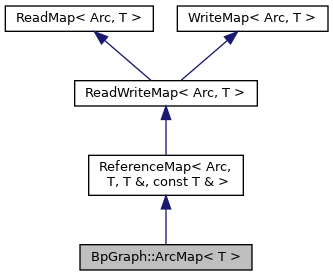 ReadMap< Arc, T >
WriteMap< Arc, T >
ReadWriteMap< Arc, T >
ReferenceMap< Arc,
T, T &, const T & >
BpGraph::ArcMap< T >